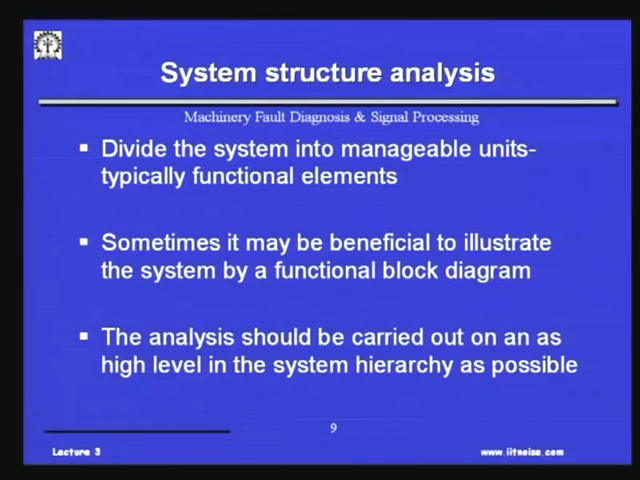 System structure analysis
Machinery Fault Diagnosis & Signal Processing
▪ Divide the system into manageable units-
typically functional elements
▪ Sometimes it may be beneficial to illustrate
the system by a functional block diagram
▪ The analysis should be carried out on an as
high level in the system hierarchy as possible
9
Lecture 3
www.iitnoise.com